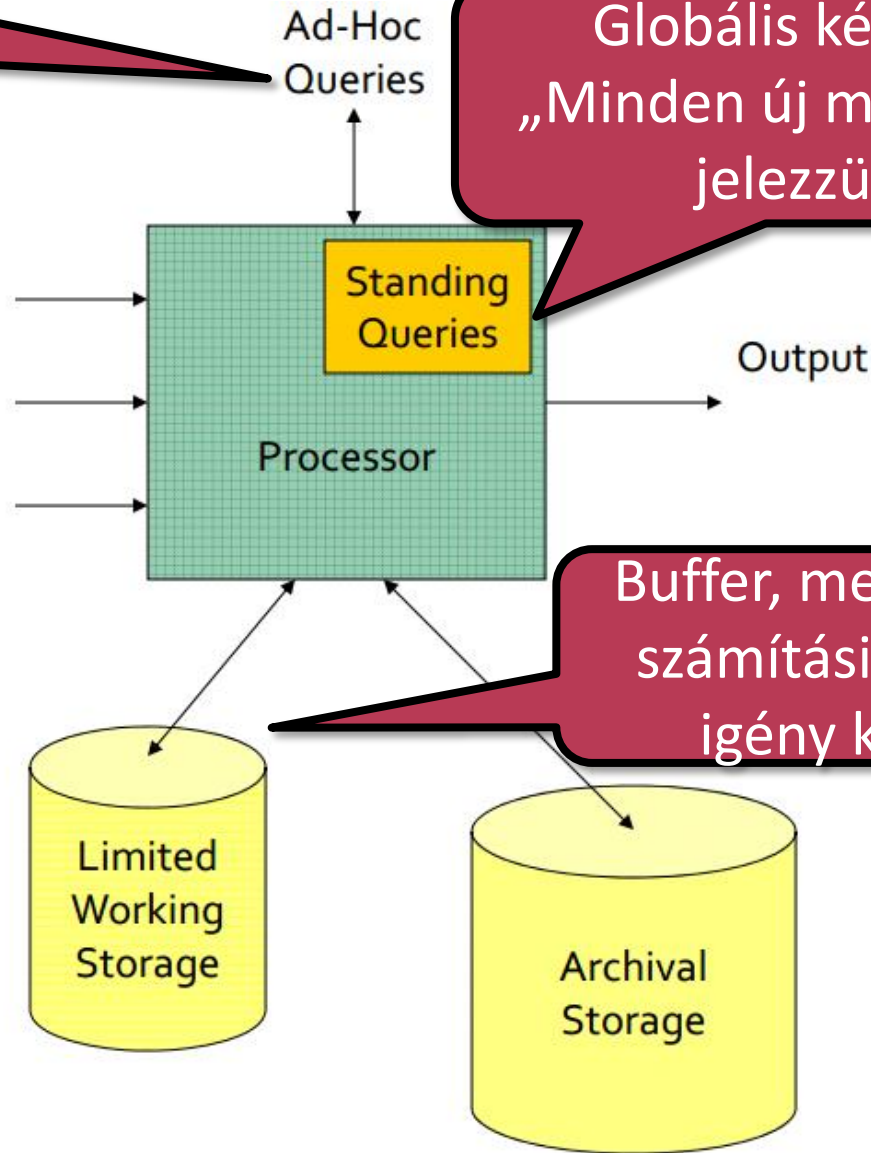 Ad-Hoc
Queries
Globális ké
„Minden új m
jelezzü
Standing
Queries
Output
Processor
Buffer, me
számítási
igény k
Limited
Working
Storage
Archival
Storage